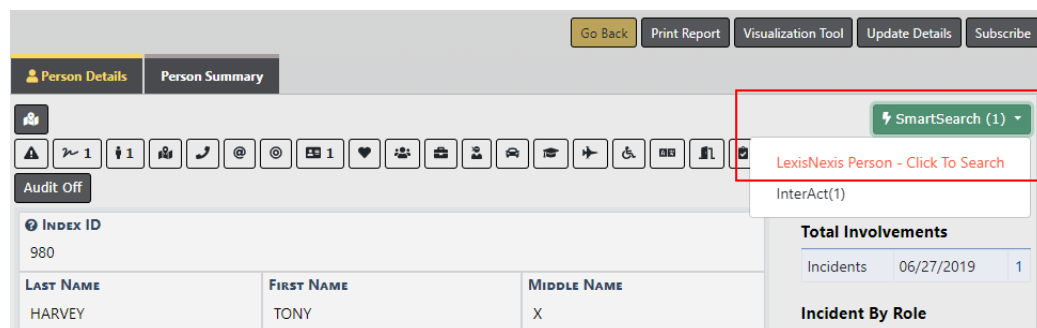 Go Back Print Report Visualization Tool Update Details Subscribe
Person Details Person Summary
SmartSearch (1)
1 1 @ 1
LexisNexis Person - Click To Search
Audit Off
InterAct(1)
INDEX ID
980
Total Involvements
Incidents 06/27/2019 1
LAST NAME FIRST NAME MIDDLE NAME
HARVEY TONY X
Incident By Role